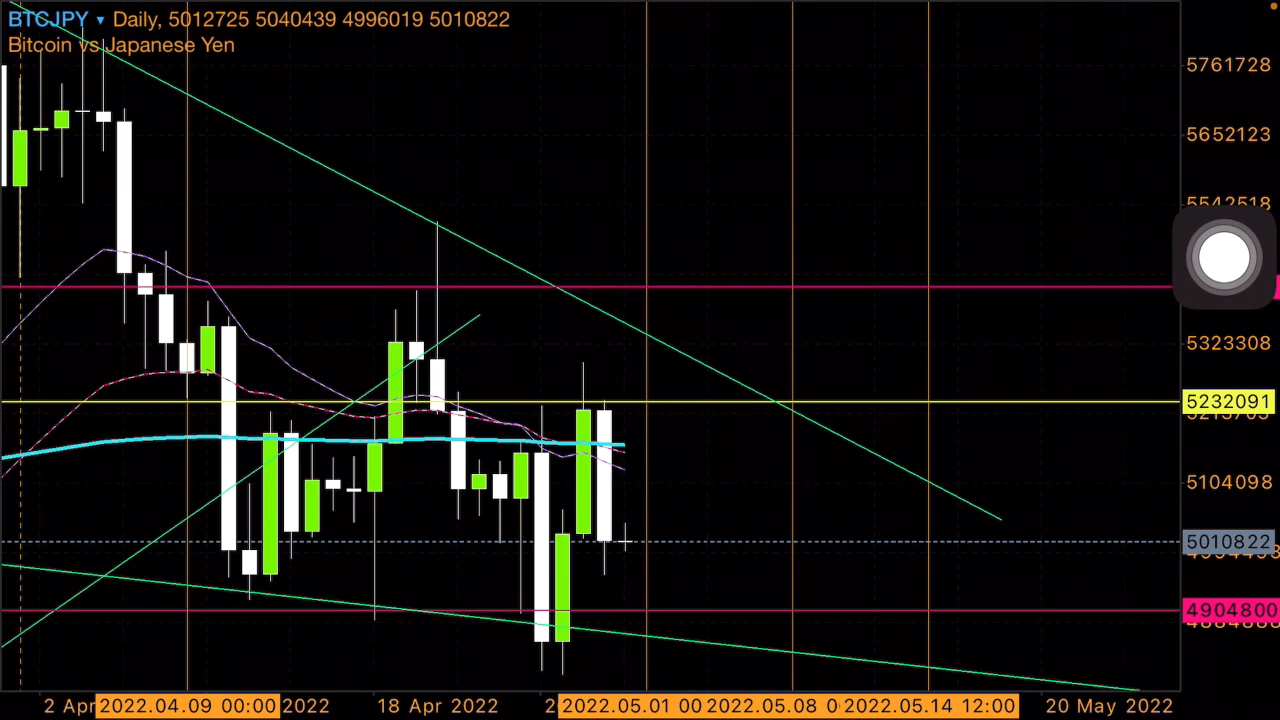 BTCJPY ▾ Daily, 5012725 5040439 4996019 5010822
Bitcoin vs Japanese Yen
5761728
5652123
5542518
5323308
5232091
5104098
5010822
4904800
2 Apr 2022.04.09 00:00 2022 18 Apr 2022 2022.05.01 00 2022.05.08 0 2022.05.14 12:00 20 May 2022